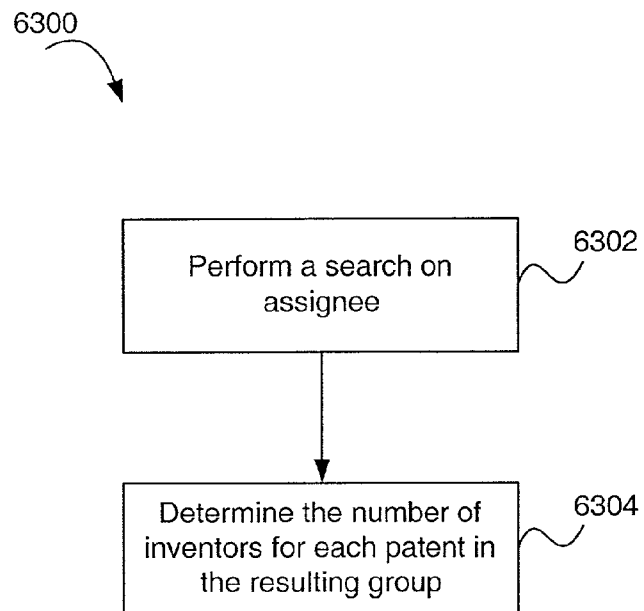 6300
Perform a search on
assignee
6302
Determine the number of
inventors for each patent in
the resulting group
6304